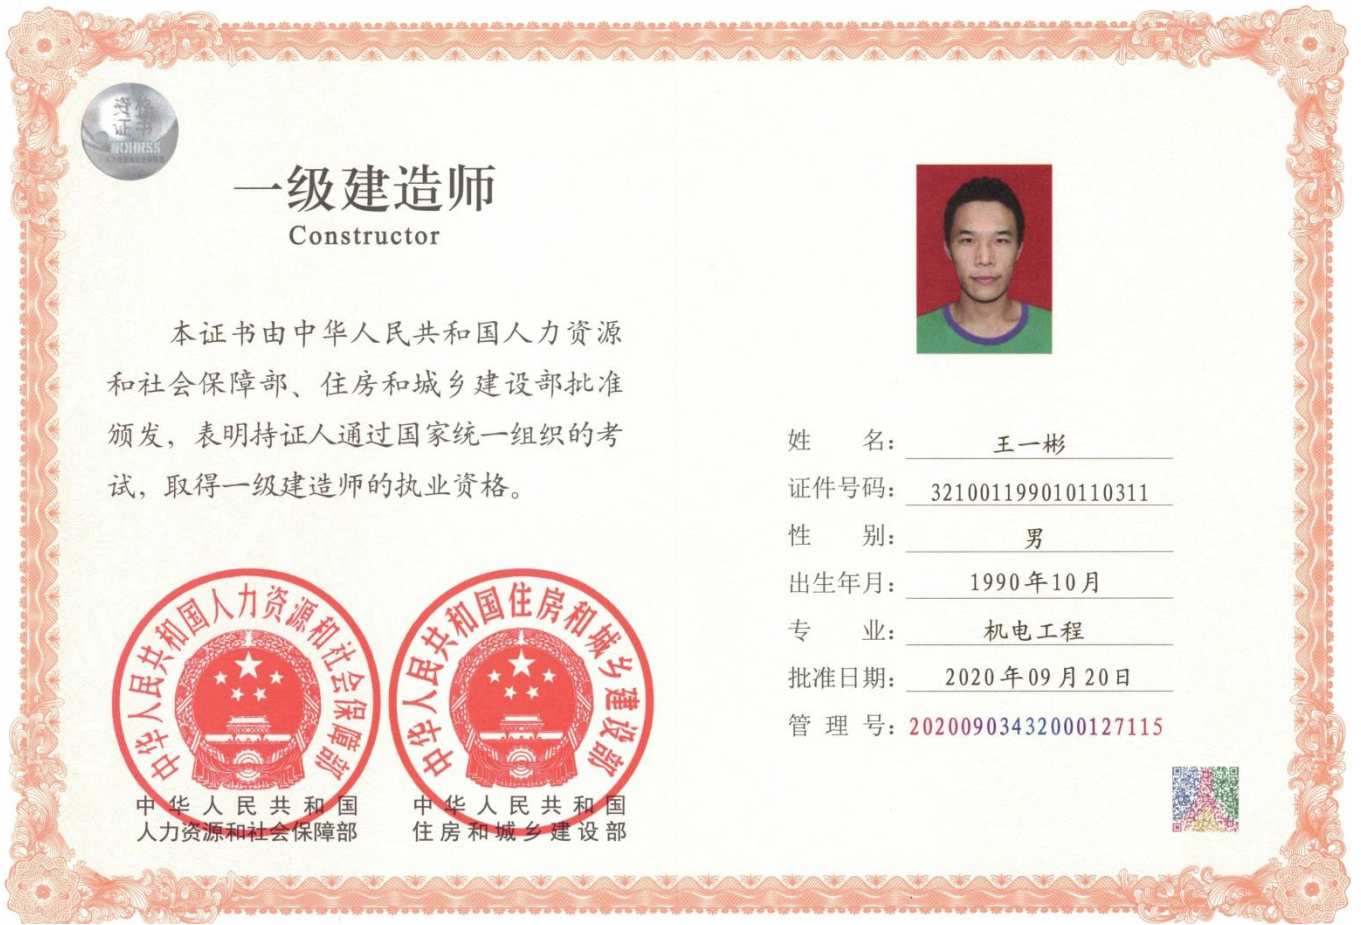 资格
证书
MOHRSS
一级建造师
Constructor
本证书由中华人民共和国人力资源
和社会保障部、住房和城乡建设部批准
颁发，表明持证人通过国家统一组织的考
试，取得一级建造师的执业资格。
中华人民共和国人力资源和社会保障部
中华人民共和国住房和城乡建设部
中华人民共和国
人力资源和社会保障部
中华人民共和国
住房和城乡建设部
姓 名： 王一彬
证件号码： 321001199010110311
性 别： 男
出生年月： 1990年10月
专 业： 机电工程
批准日期： 2020年09月20日
管 理 号： 20200903432000127115